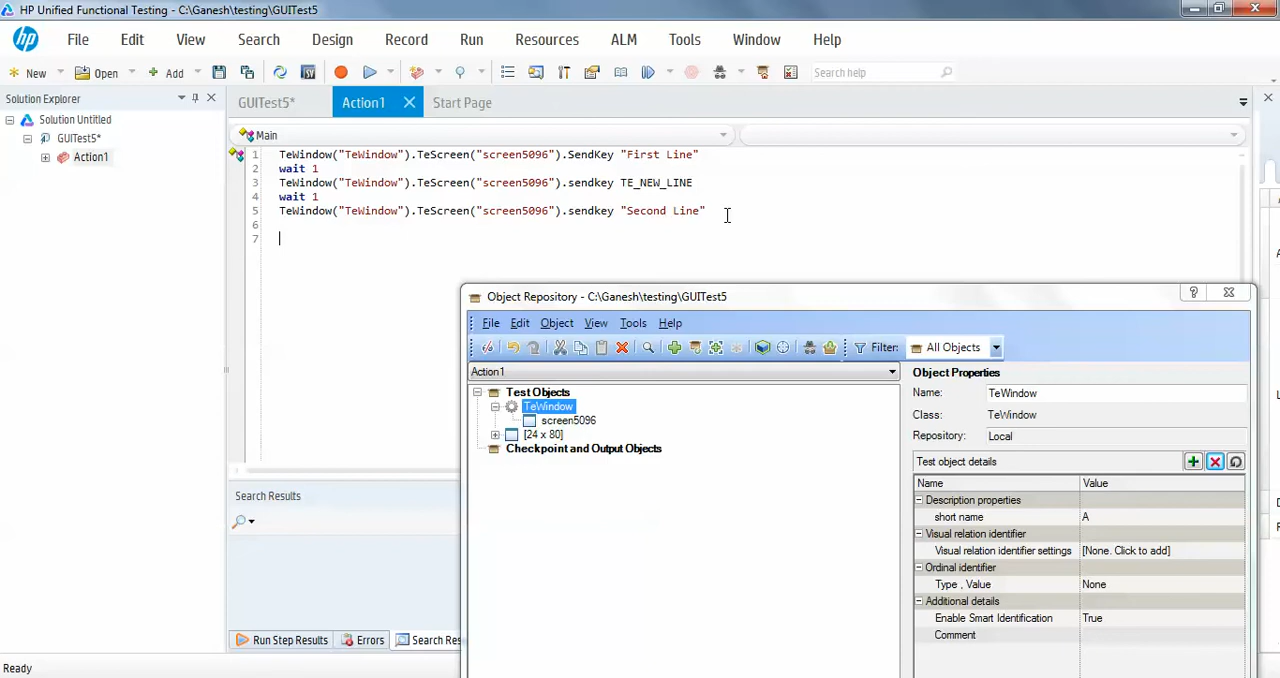 HP Unified Functional Testing - C:\Ganesh\testing\GUITest5
hp File Edit View Search Design Record Run Resources ALM Tools Window Help
New Open Add Search help
Solution Explorer
GUITest5* Action1 Start Page
Solution Untitled
GUITest5*
Action1
Main
1 TeWindow("TeWindow").TeScreen("screen5096").SendKey "First Line"
2 wait 1
3 TeWindow("TeWindow").TeScreen("screen5096").sendkey TE_NEW_LINE
4 wait 1
5 TeWindow("TeWindow").TeScreen("screen5096").sendkey "Second Line"
6
7
Object Repository - C:\Ganesh\testing\GUITest5
File Edit Object View Tools Help
Filter: All Objects
Action1
Test Objects
TeWindow
screen5096
[24 x 80]
Checkpoint and Output Objects
Object Properties
Name: TeWindow
Class: TeWindow
Repository: Local
Test object details
Name Value
Description properties
short name A
Visual relation identifier
Visual relation identifier settings [None. Click to add]
Ordinal identifier
Type , Value None
Additional details
Enable Smart Identification True
Comment
Search Results
Run Step Results Errors Search Res
Ready